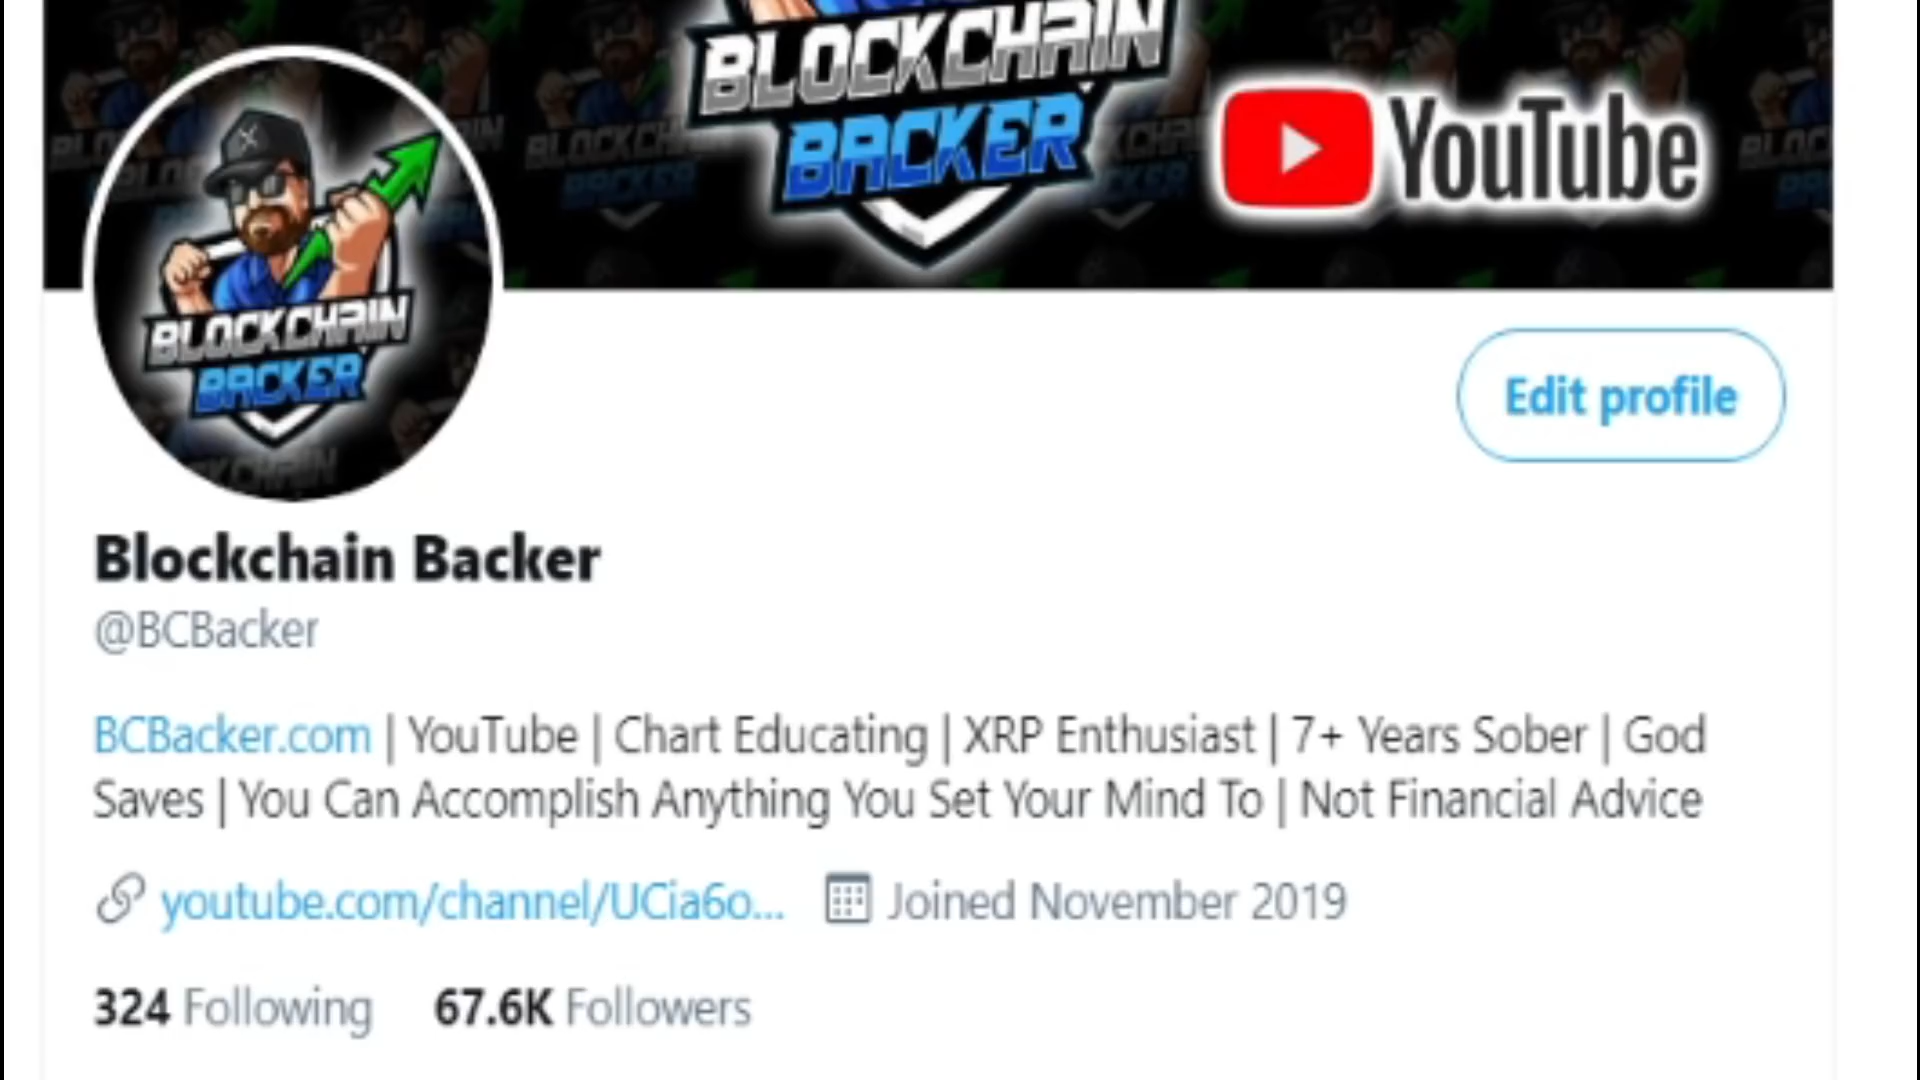 BLOCKCHAIN
BACKER
YouTube
BLOCKCHAIN
BACKER
Edit profile
Blockchain Backer
@BCBacker
BCBacker.com | YouTube | Chart Educating | XRP Enthusiast | 7+ Years Sober | God
Saves | You Can Accomplish Anything You Set Your Mind To | Not Financial Advice
youtube.com/channel/UCia6o... Joined November 2019
324 Following 67.6K Followers